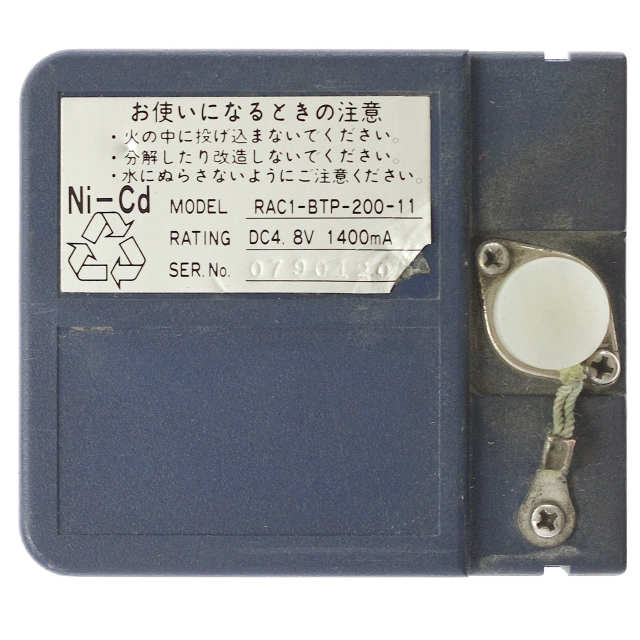 お使いになるときの注意
・火の中に投げ込まないでください。
・分解したり改造しないでください。
・水にぬらさないようにご注意ください。
Ni-Cd
MODEL RAC1-BTP-200-11
RATING DC4.8V 1400mA
SER.No. 0790120